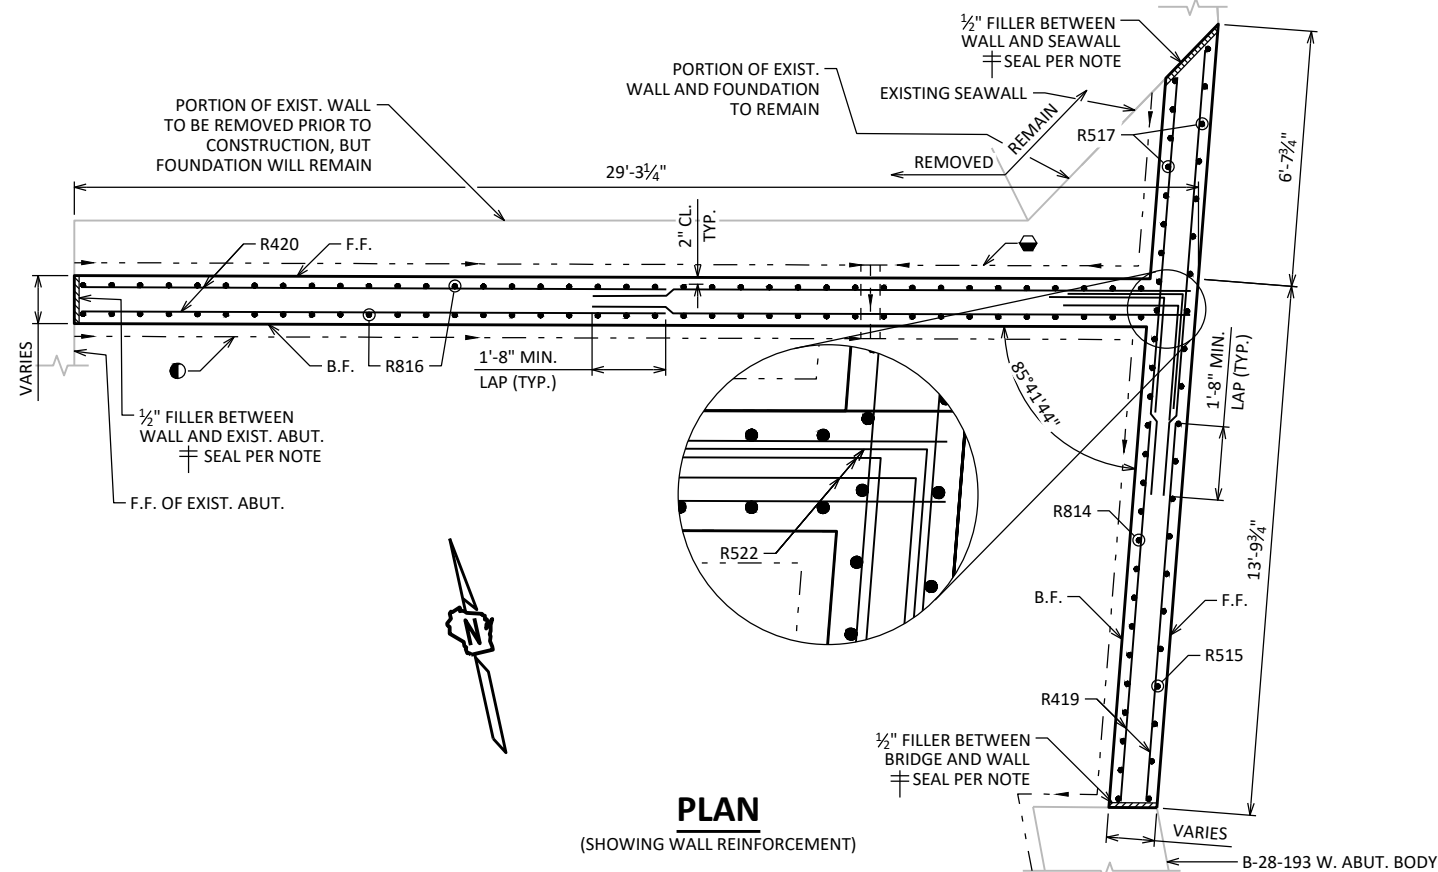 ½" FILLER BETWEEN
WALL AND SEAWALL
SEAL PER NOTE
PORTION OF EXIST.
WALL AND FOUNDATION
TO REMAIN
EXISTING SEAWALL
PORTION OF EXIST. WALL
TO BE REMOVED PRIOR TO
CONSTRUCTION, BUT
FOUNDATION WILL REMAIN
REMAIN
REMOVED
R517
6'-7¾"
29'-3¼"
2" CL.
TYP.
R420
F.F.
VARIES
B.F.
R816
1'-8" MIN.
LAP (TYP.)
85°41'44"
1'-8" MIN.
LAP (TYP.)
½" FILLER BETWEEN
WALL AND EXIST. ABUT.
SEAL PER NOTE
F.F. OF EXIST. ABUT.
R522
R814
13'-9¾"
B.F.
F.F.
N
R515
R419
½" FILLER BETWEEN
BRIDGE AND WALL
SEAL PER NOTE
PLAN
(SHOWING WALL REINFORCEMENT)
VARIES
B-28-193 W. ABUT. BODY